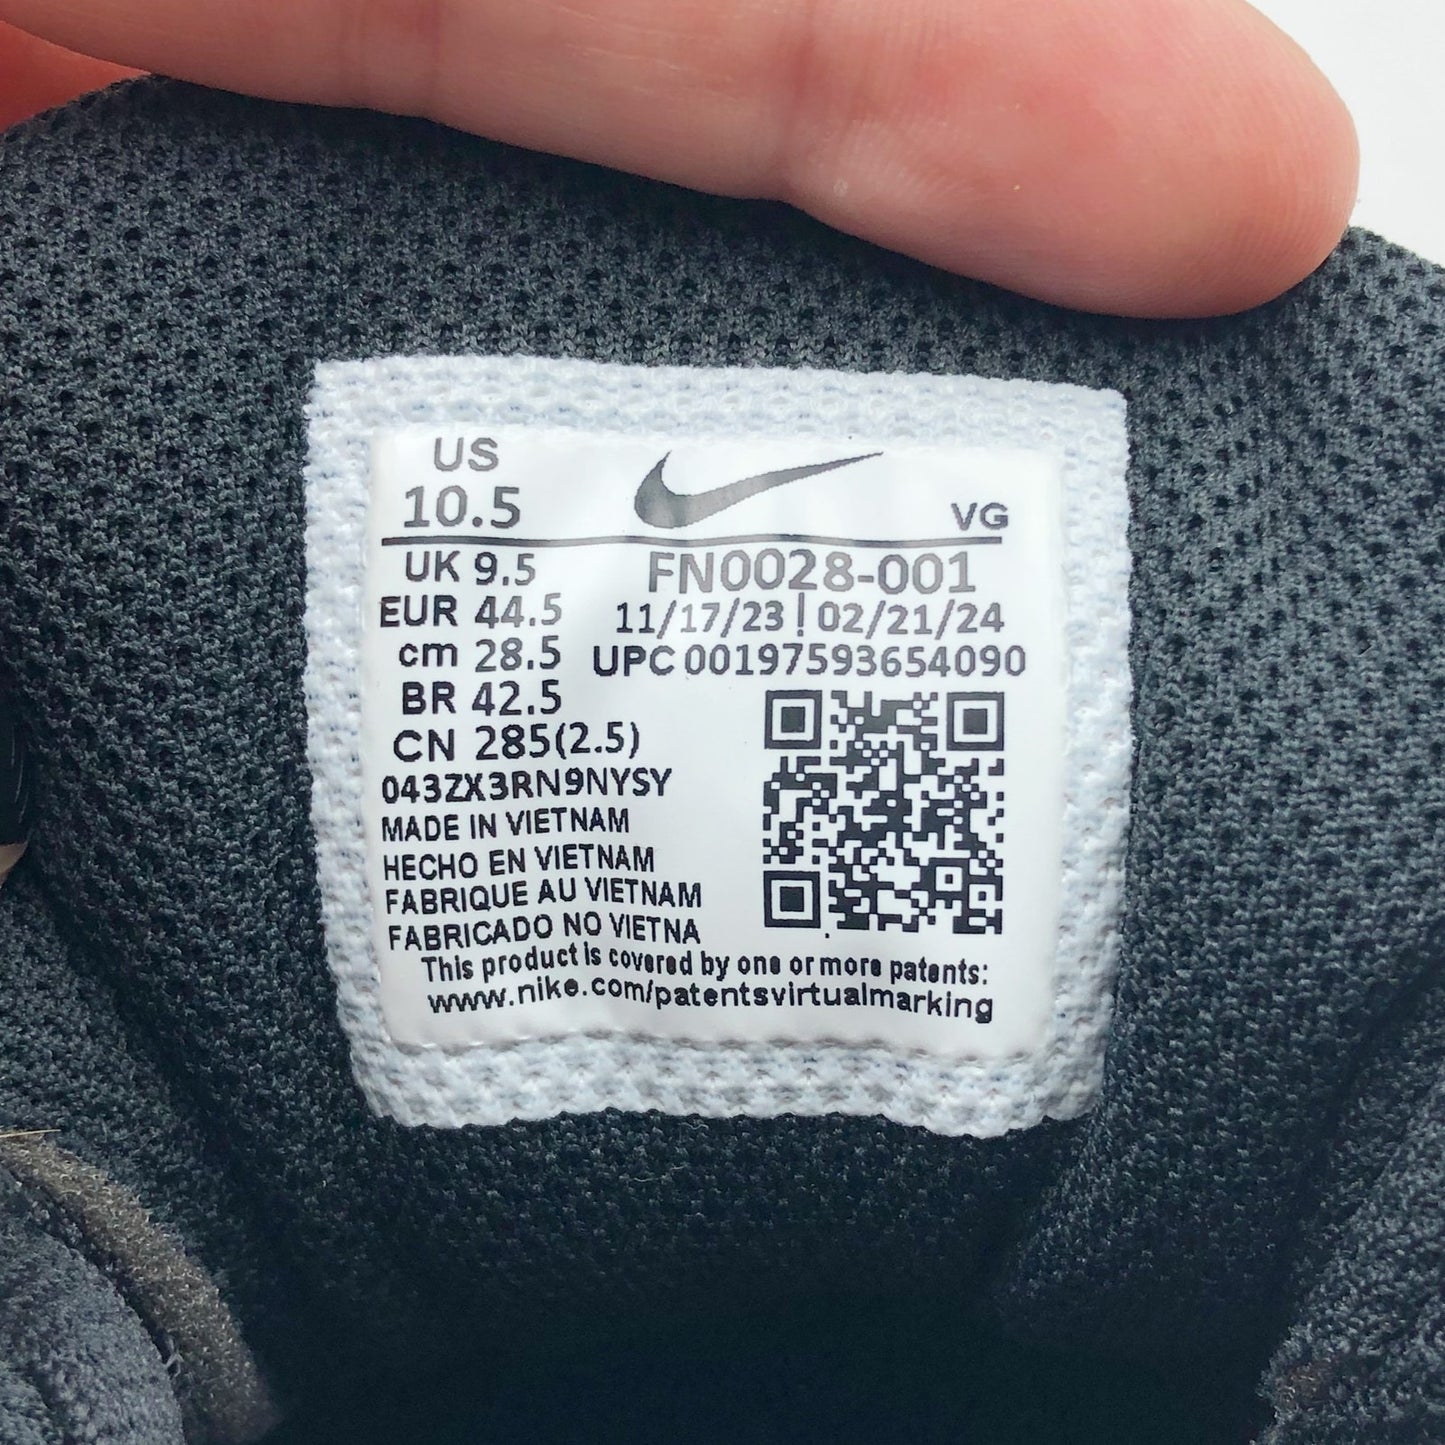 US
10.5
VG
UK 9.5
FN0028-001
EUR 44.5
11/17/23 | 02/21/24
cm 28.5
UPC 00197593654090
BR 42.5
CN 285(2.5)
043ZX3RN9NYSY
MADE IN VIETNAM
HECHO EN VIETNAM
FABRIQUE AU VIETNAM
FABRICADO NO VIETNA
This product is covered by one or more patents:
www.nike.com/patentsvirtualmarking